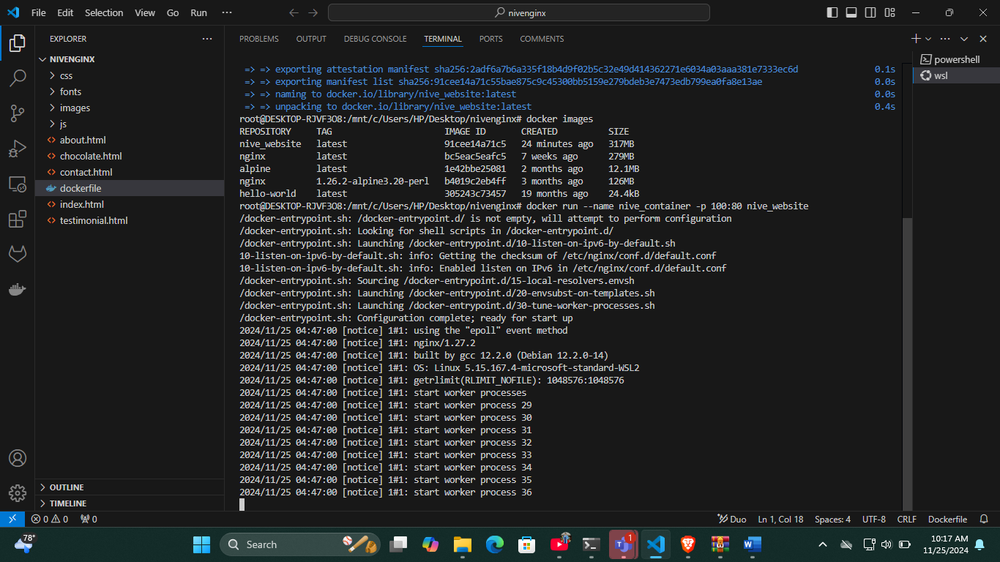 File Edit Selection View Go Run ··· nivenginx
EXPLORER ···
NIVENGINX
css
fonts
images
js
about.html
chocolate.html
contact.html
dockerfile
index.html
testimonial.html
OUTLINE
TIMELINE
PROBLEMS OUTPUT DEBUG CONSOLE TERMINAL PORTS COMMENTS
powershell
wsl
=> => exporting attestation manifest sha256:2adf6a7b6a335f18b4d9f02b5c32e49d414362271e6034a03aaa381e7333ec6d 0.1s
=> => exporting manifest list sha256:91cee14a71c55bae875c9c45300bb5159e279bdeb3e7473edb799ea0fa8e13ae 0.0s
=> => naming to docker.io/library/nive_website:latest 0.0s
=> => unpacking to docker.io/library/nive_website:latest 0.4s
root@DESKTOP-RJVF3O8:/mnt/c/Users/HP/Desktop/nivenginx# docker images
REPOSITORY TAG IMAGE ID CREATED SIZE
nive_website latest 91cee14a71c5 24 minutes ago 317MB
nginx latest bc5eac5eafc5 7 weeks ago 279MB
alpine latest 1e42bbe25081 2 months ago 12.1MB
nginx 1.26.2-alpine3.20-perl b4019c2eb4ff 3 months ago 126MB
hello-world latest 305243c73457 19 months ago 24.4kB
root@DESKTOP-RJVF3O8:/mnt/c/Users/HP/Desktop/nivenginx# docker run --name nive_container -p 100:80 nive_website
/docker-entrypoint.sh: /docker-entrypoint.d/ is not empty, will attempt to perform configuration
/docker-entrypoint.sh: Looking for shell scripts in /docker-entrypoint.d/
/docker-entrypoint.sh: Launching /docker-entrypoint.d/10-listen-on-ipv6-by-default.sh
10-listen-on-ipv6-by-default.sh: info: Getting the checksum of /etc/nginx/conf.d/default.conf
10-listen-on-ipv6-by-default.sh: info: Enabled listen on IPv6 in /etc/nginx/conf.d/default.conf
/docker-entrypoint.sh: Sourcing /docker-entrypoint.d/15-local-resolvers.envsh
/docker-entrypoint.sh: Launching /docker-entrypoint.d/20-envsubst-on-templates.sh
/docker-entrypoint.sh: Launching /docker-entrypoint.d/30-tune-worker-processes.sh
/docker-entrypoint.sh: Configuration complete; ready for start up
2024/11/25 04:47:00 [notice] 1#1: using the "epoll" event method
2024/11/25 04:47:00 [notice] 1#1: nginx/1.27.2
2024/11/25 04:47:00 [notice] 1#1: built by gcc 12.2.0 (Debian 12.2.0-14)
2024/11/25 04:47:00 [notice] 1#1: OS: Linux 5.15.167.4-microsoft-standard-WSL2
2024/11/25 04:47:00 [notice] 1#1: getrlimit(RLIMIT_NOFILE): 1048576:1048576
2024/11/25 04:47:00 [notice] 1#1: start worker processes
2024/11/25 04:47:00 [notice] 1#1: start worker process 29
2024/11/25 04:47:00 [notice] 1#1: start worker process 30
2024/11/25 04:47:00 [notice] 1#1: start worker process 31
2024/11/25 04:47:00 [notice] 1#1: start worker process 32
2024/11/25 04:47:00 [notice] 1#1: start worker process 33
2024/11/25 04:47:00 [notice] 1#1: start worker process 34
2024/11/25 04:47:00 [notice] 1#1: start worker process 35
2024/11/25 04:47:00 [notice] 1#1: start worker process 36
0 0 0 Duo Ln 1, Col 18 Spaces: 4 UTF-8 CRLF Dockerfile
78° Search 1 10:17 AM
11/25/2024